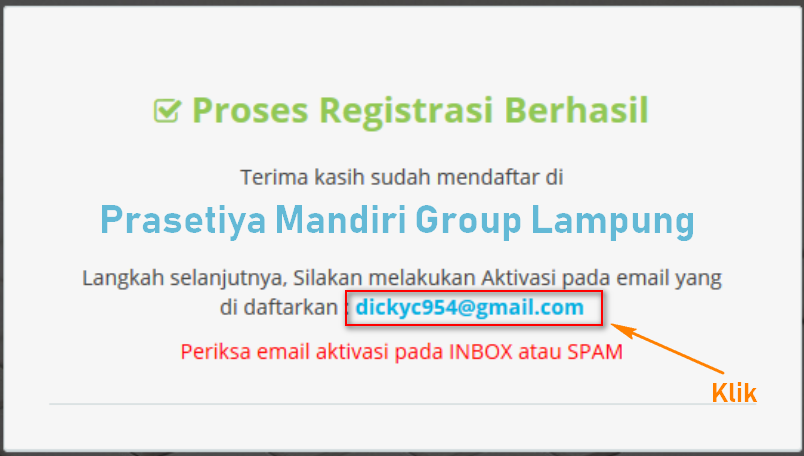 Proses Registrasi Berhasil
Terima kasih sudah mendaftar di
Prasetiya Mandiri Group Lampung
Langkah selanjutnya, Silakan melakukan Aktivasi pada email yang
di daftarkan : dickyc954@gmail.com
Periksa email aktivasi pada INBOX atau SPAM
Klik